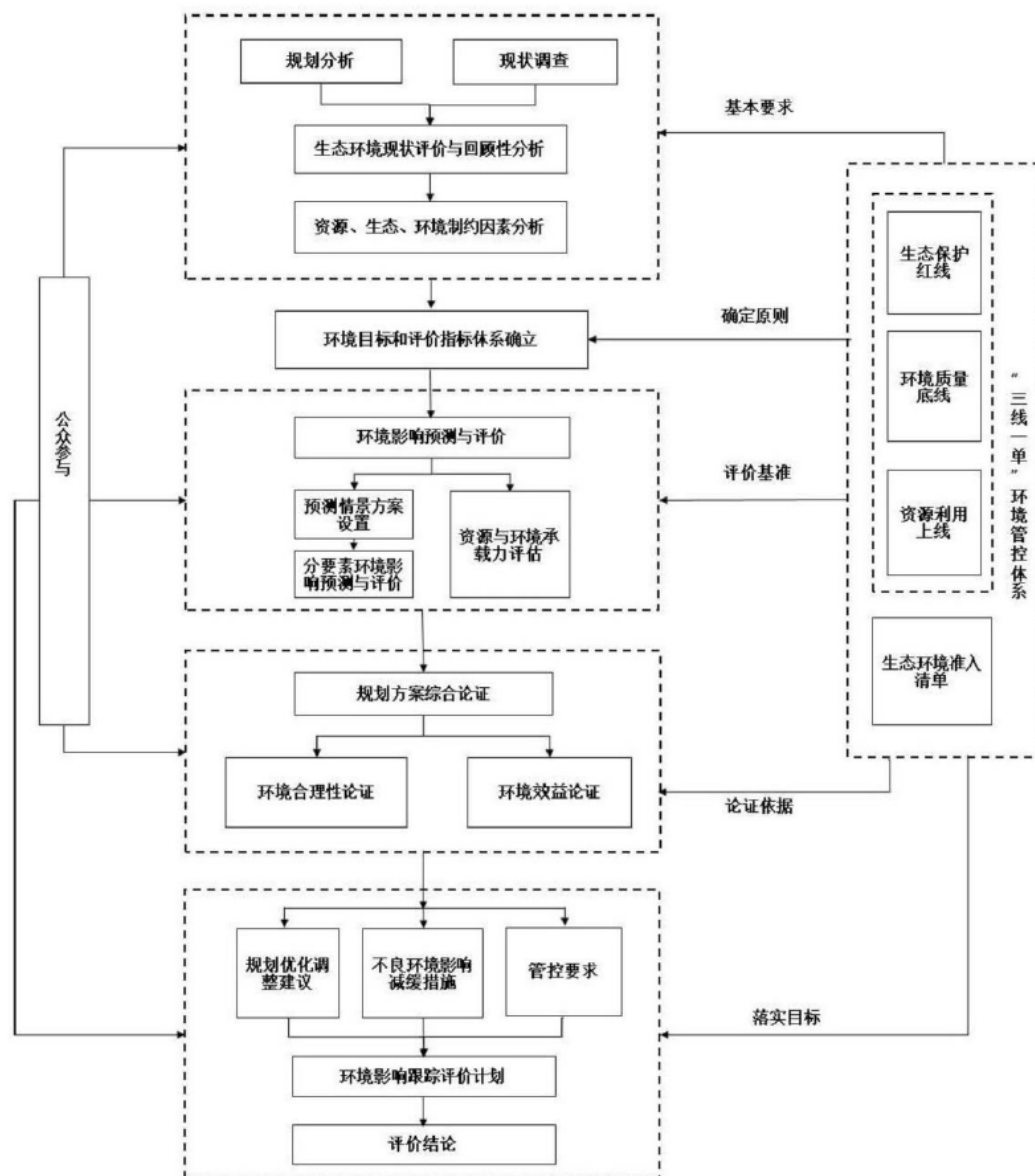 规划分析
现状调查
生态环境现状评价与回顾性分析
资源、生态、环境制约因素分析
基本要求
环境目标和评价指标体系确立
确定原则
公众参与
环境影响预测与评价
预测情景方案
设置
分要素环境影
响预测与评价
资源与环境承
载力评估
评价基准
生态保护
红线
环境质量
底线
资源利用
上线
生态环境准入
清单
“三线一单”环境管控体系
规划方案综合论证
环境合理性论证
环境效益论证
论证依据
规划优化调
整建议
不良环境影响
减缓措施
管控要求
落实目标
环境影响跟踪评价计划
评价结论